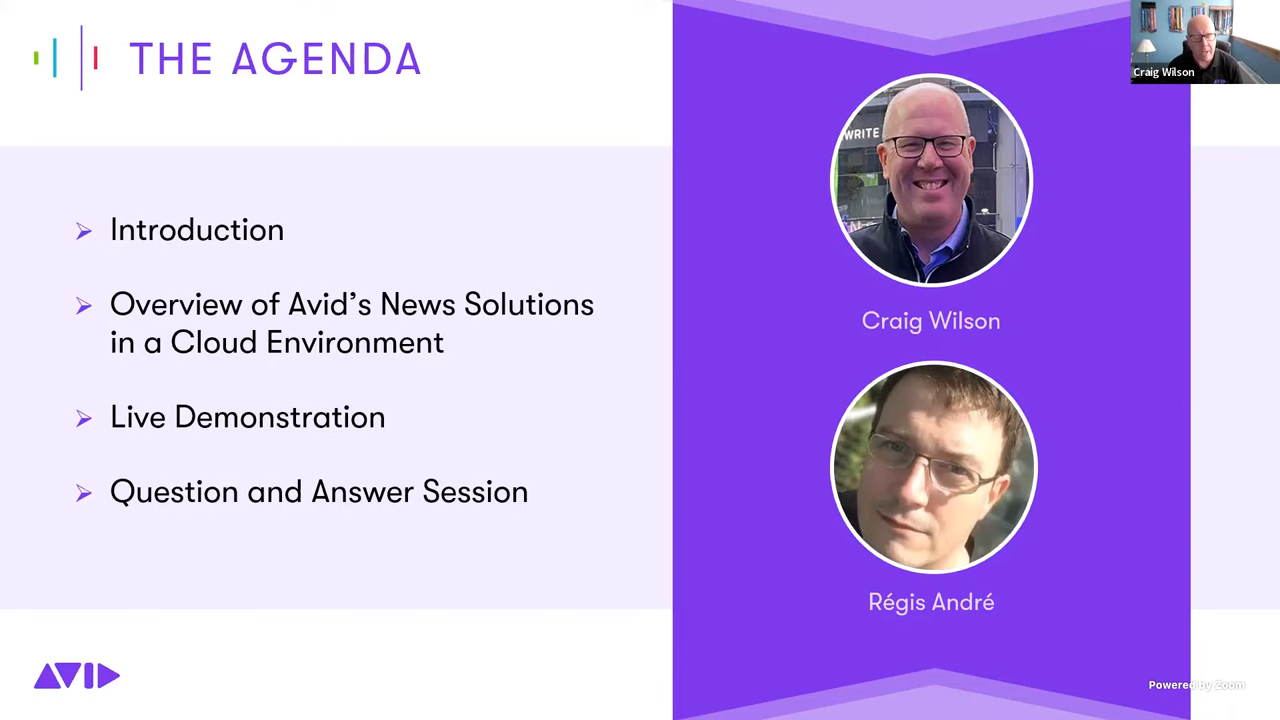 THE AGENDA
Introduction
Overview of Avid’s News Solutions
in a Cloud Environment
Live Demonstration
Question and Answer Session
AVID
WRITE
Craig Wilson
Régis André
Craig Wilson
Powered by Zoom